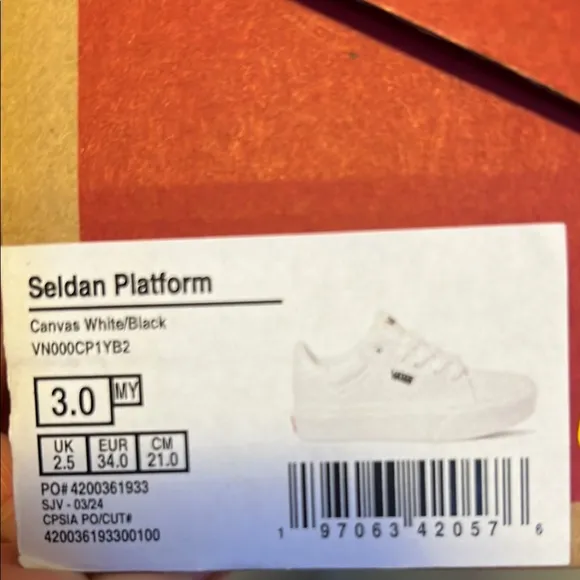 Seldan Platform
Canvas White/Black
VN000CP1YB2
3.0 MY
UK EUR CM
2.5 34.0 21.0
PO# 4200361933
SJV - 03/24
CPSIA PO/CUT#
420036193300100
VANS
1 97063 42057 6